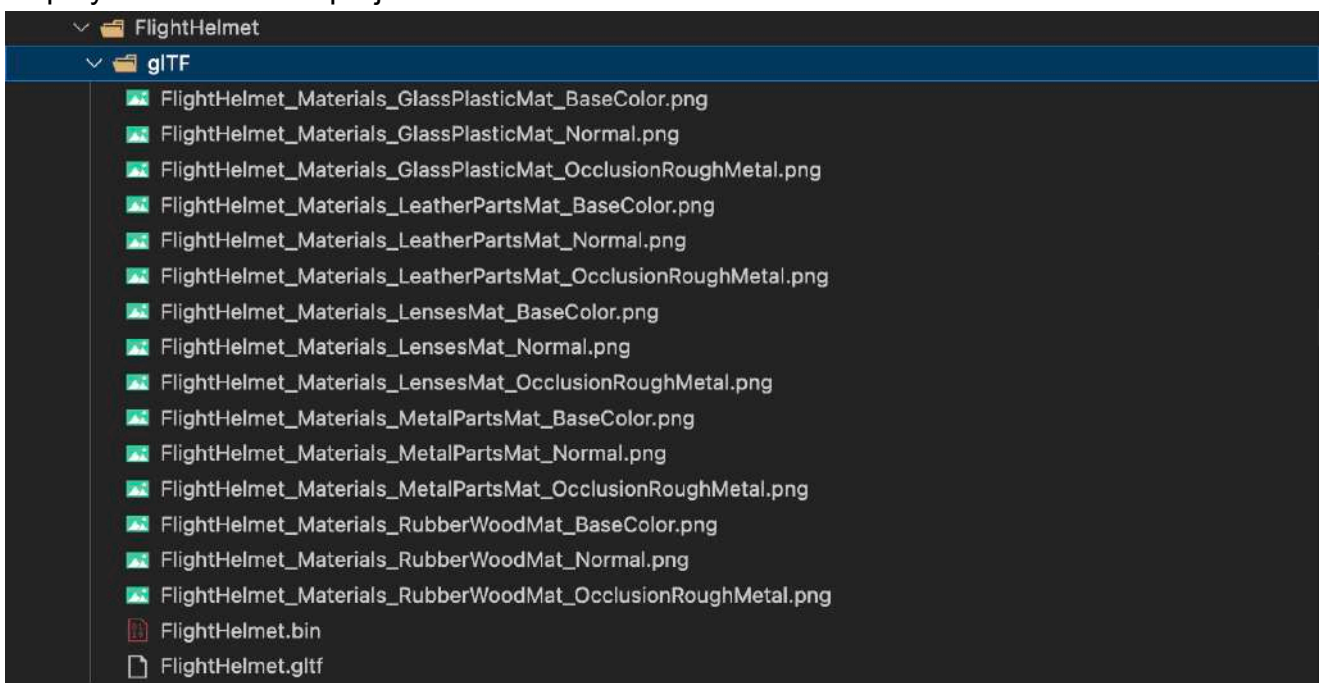 FlightHelmet
glTF
FlightHelmet_Materials_GlassPlasticMat_BaseColor.png
FlightHelmet_Materials_GlassPlasticMat_Normal.png
FlightHelmet_Materials_GlassPlasticMat_OcclusionRoughMetal.png
FlightHelmet_Materials_LeatherPartsMat_BaseColor.png
FlightHelmet_Materials_LeatherPartsMat_Normal.png
FlightHelmet_Materials_LeatherPartsMat_OcclusionRoughMetal.png
FlightHelmet_Materials_LensesMat_BaseColor.png
FlightHelmet_Materials_LensesMat_Normal.png
FlightHelmet_Materials_LensesMat_OcclusionRoughMetal.png
FlightHelmet_Materials_MetalPartsMat_BaseColor.png
FlightHelmet_Materials_MetalPartsMat_Normal.png
FlightHelmet_Materials_MetalPartsMat_OcclusionRoughMetal.png
FlightHelmet_Materials_RubberWoodMat_BaseColor.png
FlightHelmet_Materials_RubberWoodMat_Normal.png
FlightHelmet_Materials_RubberWoodMat_OcclusionRoughMetal.png
FlightHelmet.bin
FlightHelmet.gltf